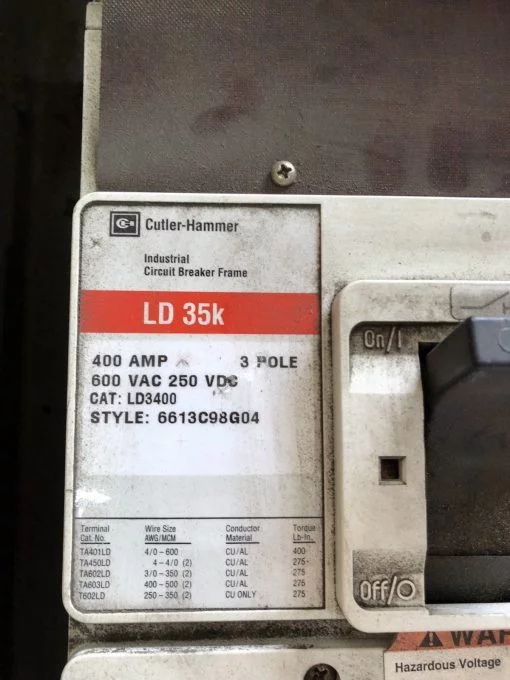 Cutler-Hammer
Industrial
Circuit Breaker Frame
LD 35k
400 AMP 3 POLE
600 VAC 250 VDC
CAT: LD3400
STYLE: 6613C98G04
Terminal Wire Size Conductor Torque
Cat. No. AWG/MCM Material Lb-In.
TA401LD 4/0-600 CU/AL 400
TA450LD 4-4/0 (2) CU/AL 275
TA602LD 3/0-350 (2) CU/AL 275
TA603LD 400-500 (2) CU/AL 275
T602LD 250-350 (2) CU ONLY 275
On/I
Off/O
Hazardous Voltage